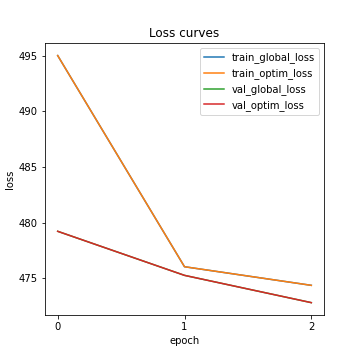 Loss curves
train_global_loss
train_optim_loss
val_global_loss
val_optim_loss
495
490
485
480
475
loss
0
1
2
epoch